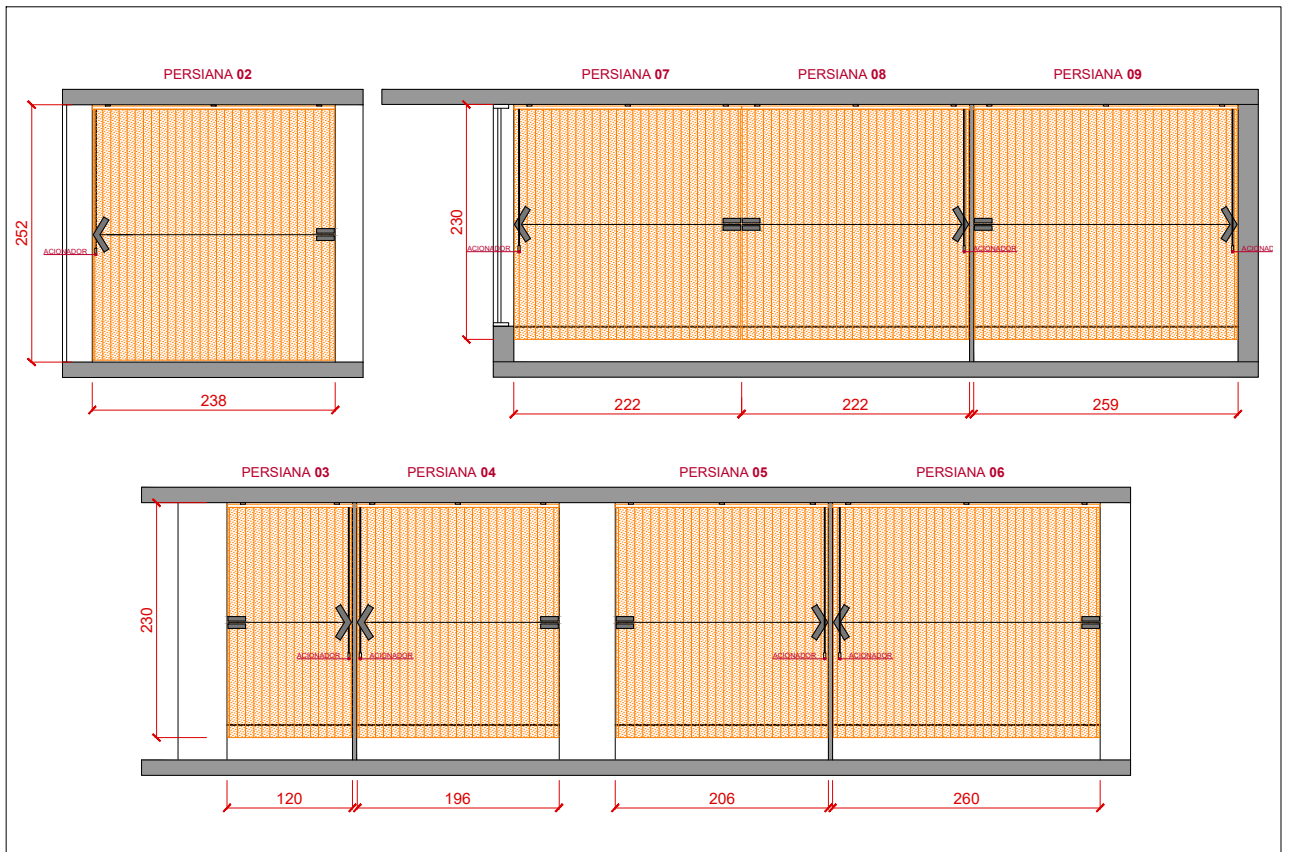 PERSIANA 02
PERSIANA 07
PERSIANA 08
PERSIANA 09
252
ACIONADOR
230
ACIONADOR
ACIONADOR
ACIONAD
238
222
222
259
PERSIANA 03
PERSIANA 04
PERSIANA 05
PERSIANA 06
230
ACIONADOR
ACIONADOR
ACIONADOR
ACIONADOR
120
196
206
260